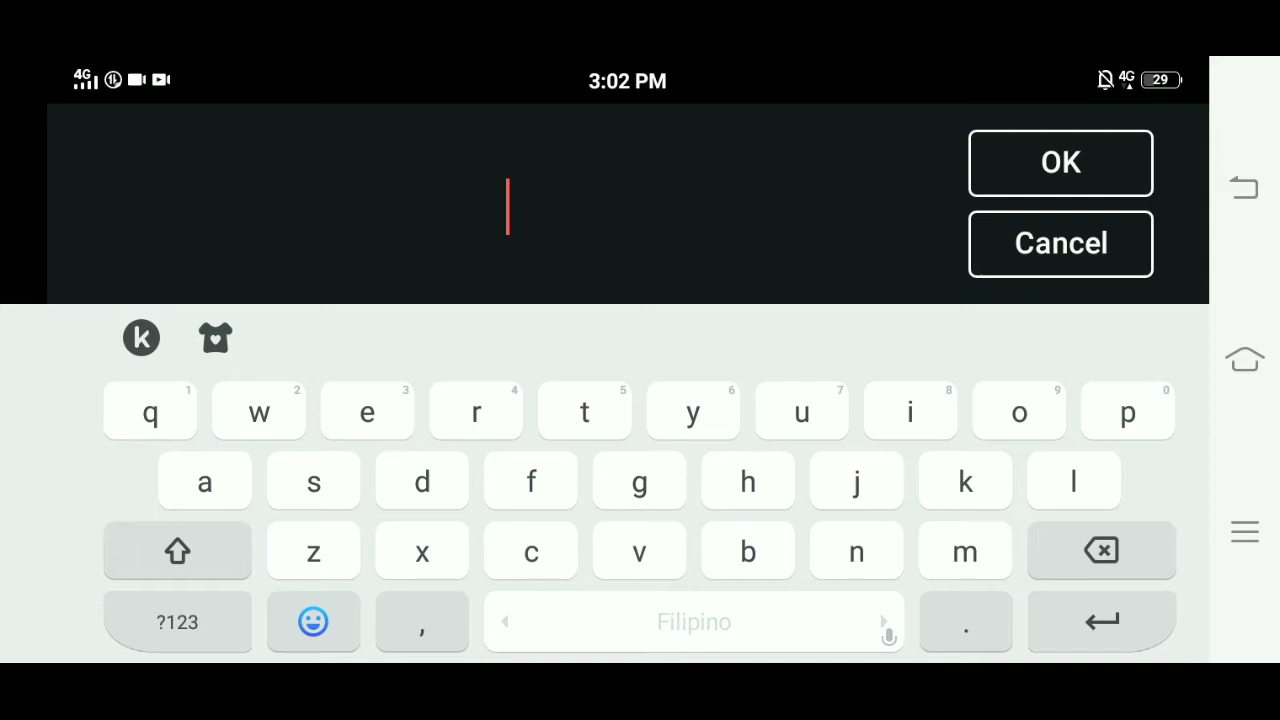 4G 3:02 PM 4G 29
OK
Cancel
k
1 2 3 4 5 6 7 8 9 0
q w e r t y u i o p
a s d f g h j k l
z x c v b n m
?123 , Filipino .